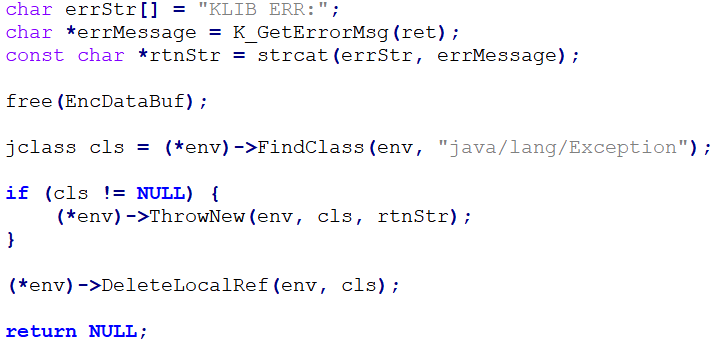 char errStr[] = "KLIB ERR:";
char *errMessage = K_GetErrorMsg(ret);
const char *rtnStr = strcat(errStr, errMessage);
free(EncDataBuf);
jclass cls = (*env)->FindClass(env, "java/lang/Exception");
if (cls != NULL) {
    (*env)->ThrowNew(env, cls, rtnStr);
}
(*env)->DeleteLocalRef(env, cls);
return NULL;